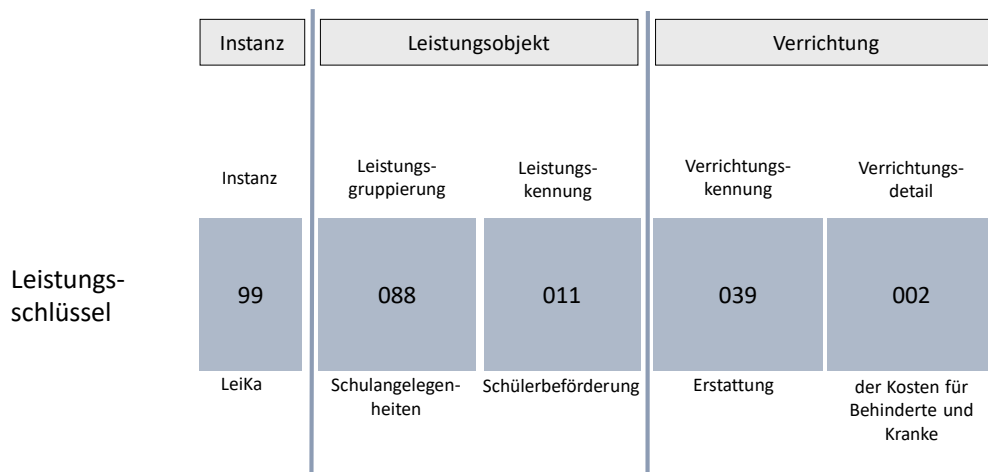 Instanz
Leistungsobjekt
Verrichtung
Instanz
Leistungs-
gruppierung
Leistungs-
kennung
Verrichtungs-
kennung
Verrichtungs-
detail
Leistungs-
schlüssel
99
088
011
039
002
LeiKa
Schulangelegen-
heiten
Schülerbeförderung
Erstattung
der Kosten für
Behinderte und
Kranke